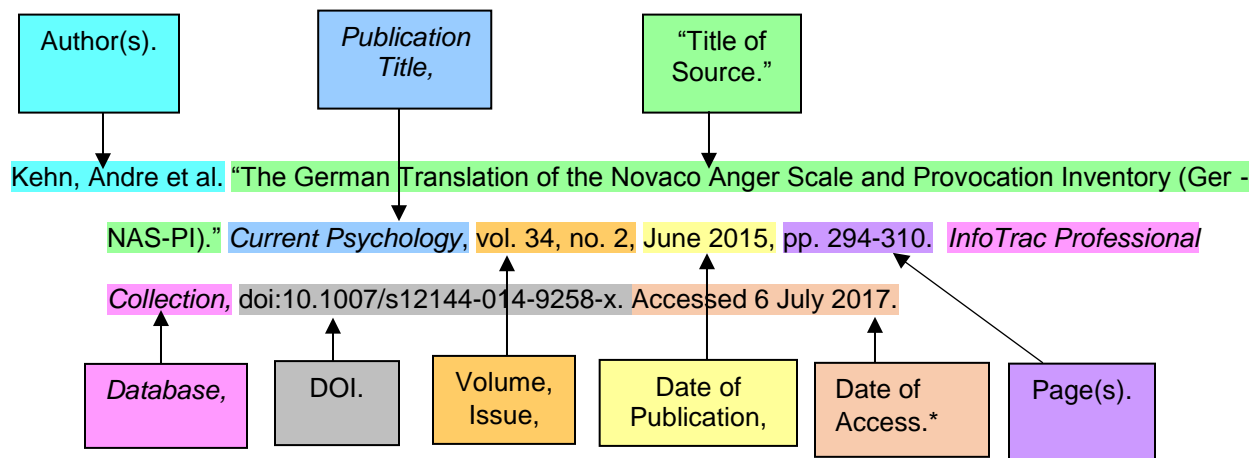 Author(s).
Publication
Title,
“Title of
Source.”
Kehn, Andre et al. “The German Translation of the Novaco Anger Scale and Provocation Inventory (Ger -
NAS-PI).” Current Psychology, vol. 34, no. 2, June 2015, pp. 294-310. InfoTrac Professional
Collection, doi:10.1007/s12144-014-9258-x. Accessed 6 July 2017.
Database,
DOI.
Volume,
Issue,
Date of
Publication,
Date of
Access.*
Page(s).